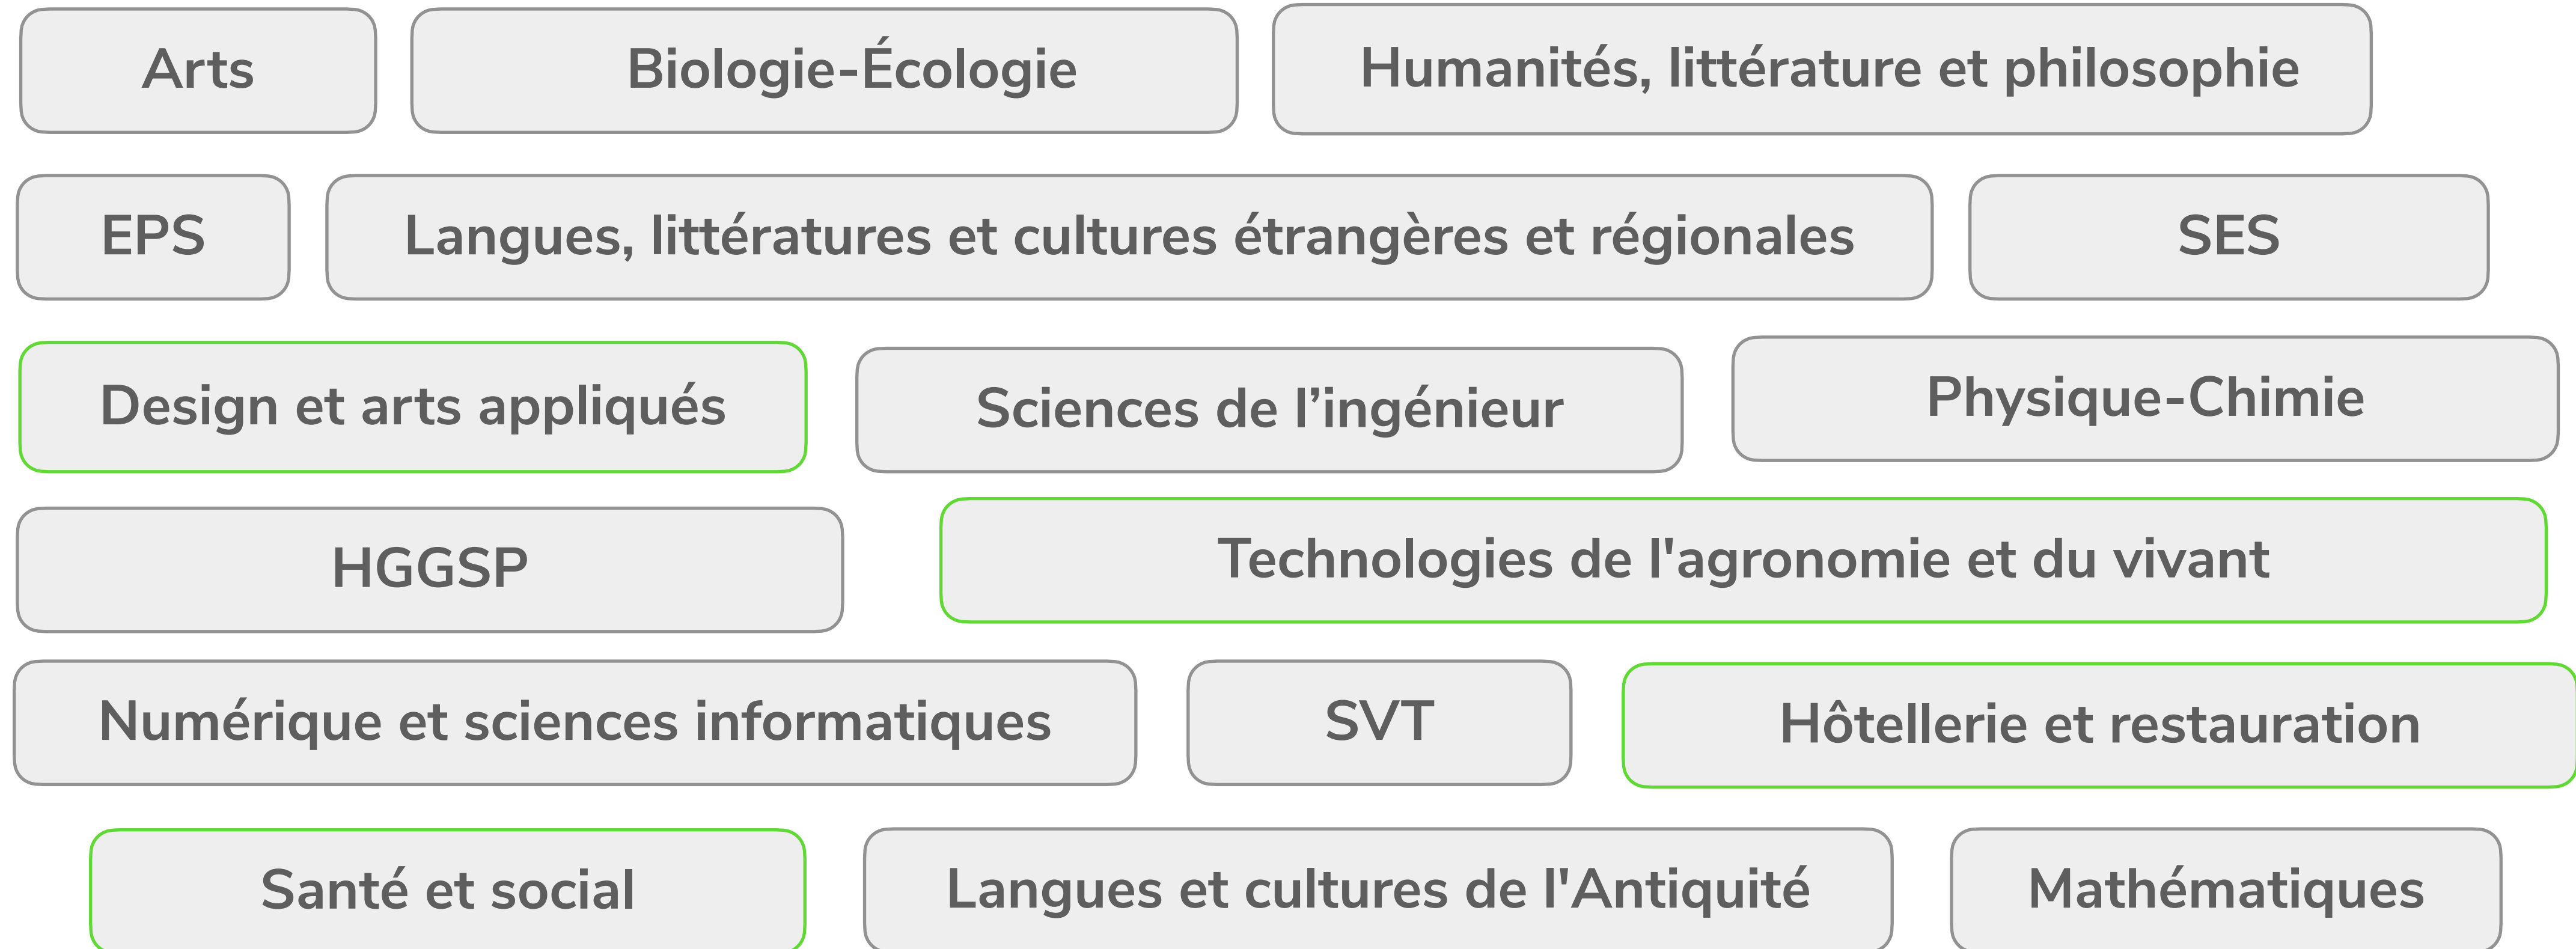 Arts
Biologie-Écologie
Humanités, littérature et philosophie
EPS
Langues, littératures et cultures étrangères et régionales
SES
Design et arts appliqués
Sciences de l’ingénieur
Physique-Chimie
HGGSP
Technologies de l'agronomie et du vivant
Numérique et sciences informatiques
SVT
Hôtellerie et restauration
Santé et social
Langues et cultures de l'Antiquité
Mathématiques